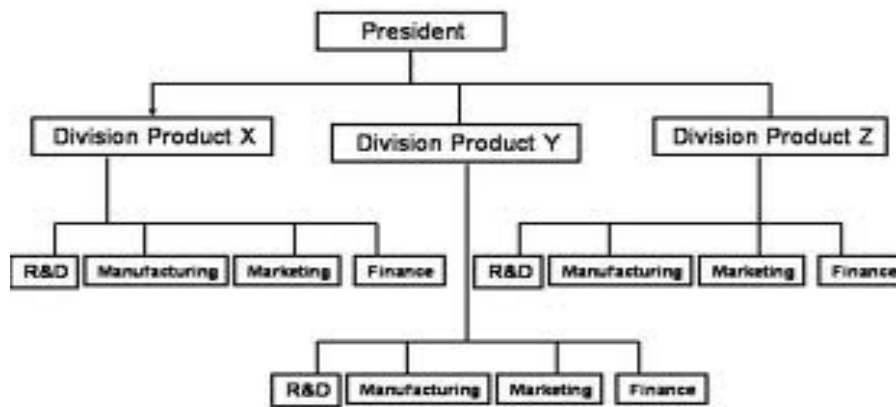 President
Division Product X
Division Product Y
Division Product Z
R&D
Manufacturing
Marketing
Finance
R&D
Manufacturing
Marketing
Finance
R&D
Manufacturing
Marketing
Finance